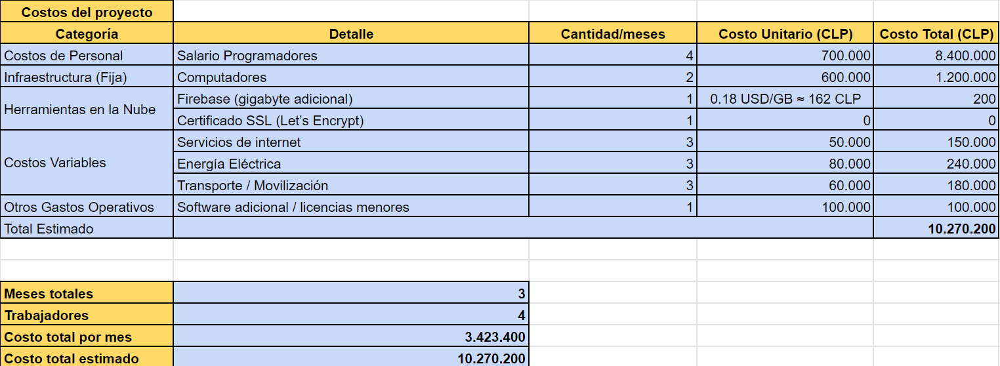 Costos del proyecto
Categoría Detalle Cantidad/meses Costo Unitario (CLP) Costo Total (CLP)
Costos de Personal Salario Programadores 4 700.000 8.400.000
Infraestructura (Fija) Computadores 2 600.000 1.200.000
Herramientas en la Nube Firebase (gigabyte adicional) 1 0.18 USD/GB ≈ 162 CLP 200
Certificado SSL (Let’s Encrypt) 1 0 0
Costos Variables Servicios de internet 3 50.000 150.000
Energía Eléctrica 3 80.000 240.000
Transporte / Movilización 3 60.000 180.000
Otros Gastos Operativos Software adicional / licencias menores 1 100.000 100.000
Total Estimado 10.270.200
Meses totales 3
Trabajadores 4
Costo total por mes 3.423.400
Costo total estimado 10.270.200